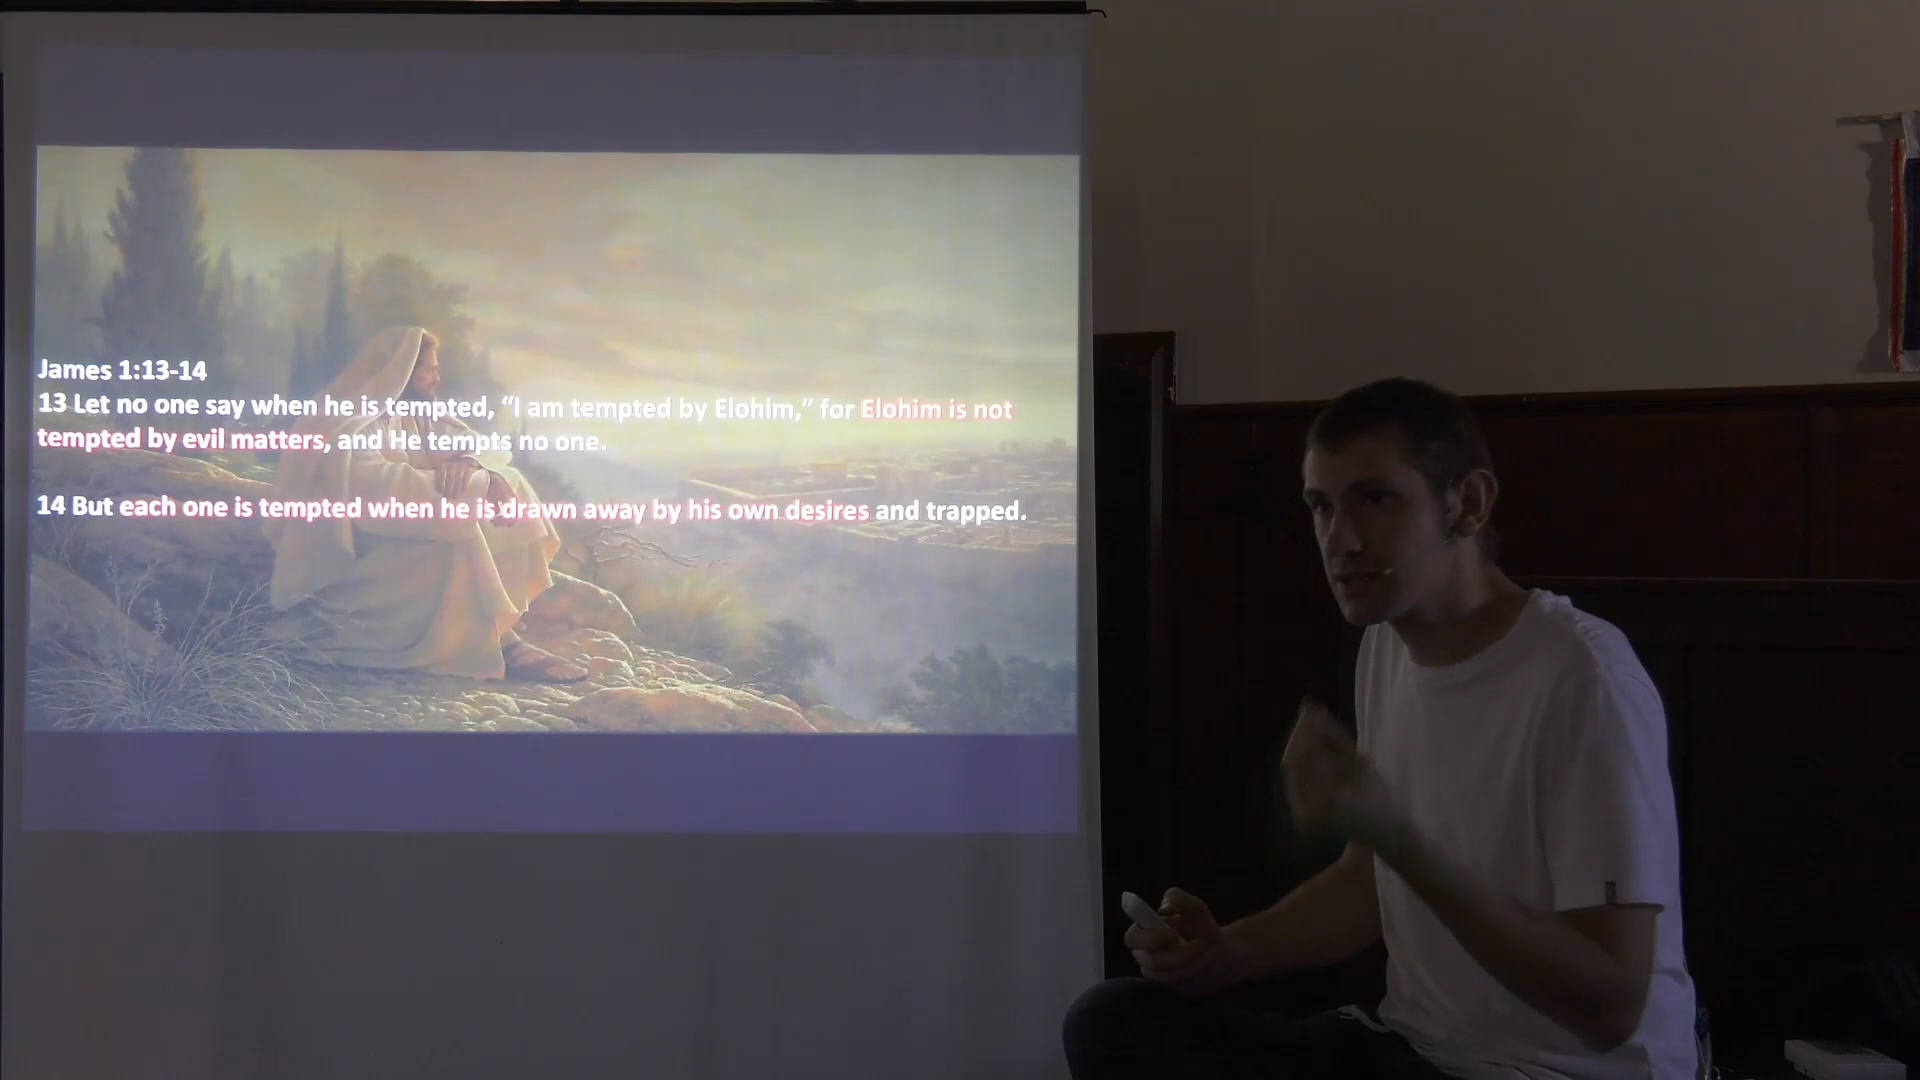 James 1:13-14
13 Let no one say when he is tempted, “I am tempted by Elohim,” for Elohim is not
tempted by evil matters, and He tempts no one.
14 But each one is tempted when he is drawn away by his own desires and trapped.